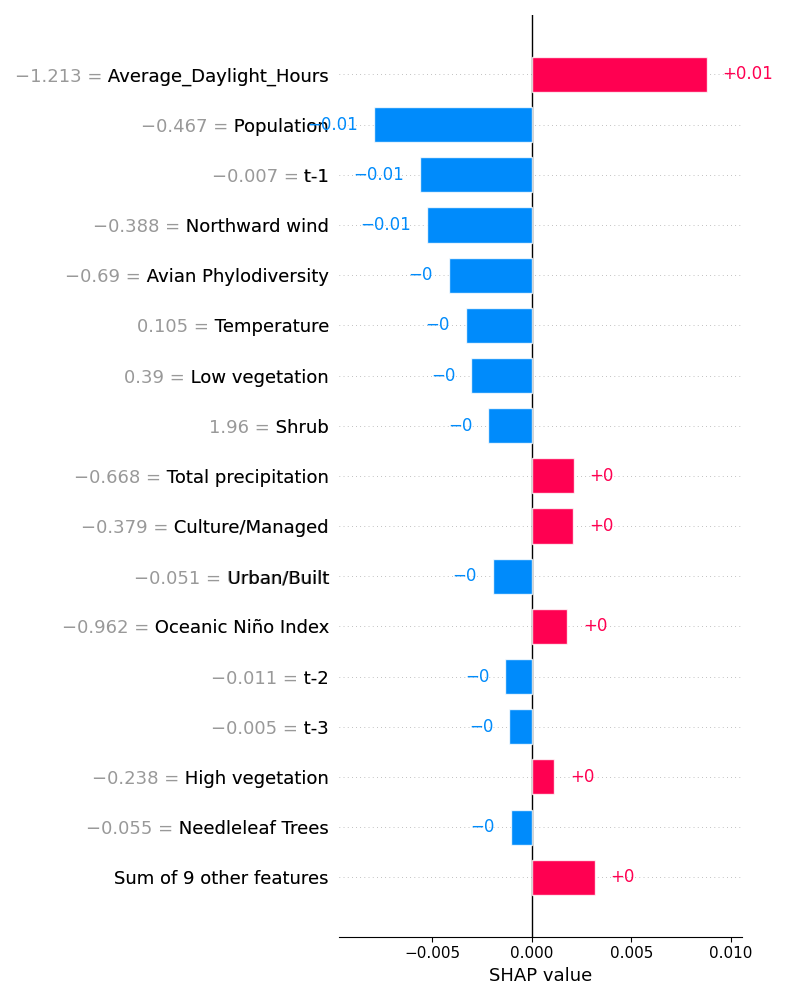 −1.213 = Average_Daylight_Hours +0.01
−0.467 = Population −0.01
−0.007 = t-1 −0.01
−0.388 = Northward wind −0.01
−0.69 = Avian Phylodiversity −0
0.105 = Temperature −0
0.39 = Low vegetation −0
1.96 = Shrub −0
−0.668 = Total precipitation +0
−0.379 = Culture/Managed +0
−0.051 = Urban/Built −0
−0.962 = Oceanic Niño Index +0
−0.011 = t-2 −0
−0.005 = t-3 −0
−0.238 = High vegetation +0
−0.055 = Needleleaf Trees −0
Sum of 9 other features +0
−0.005 0.000 0.005 0.010
SHAP value